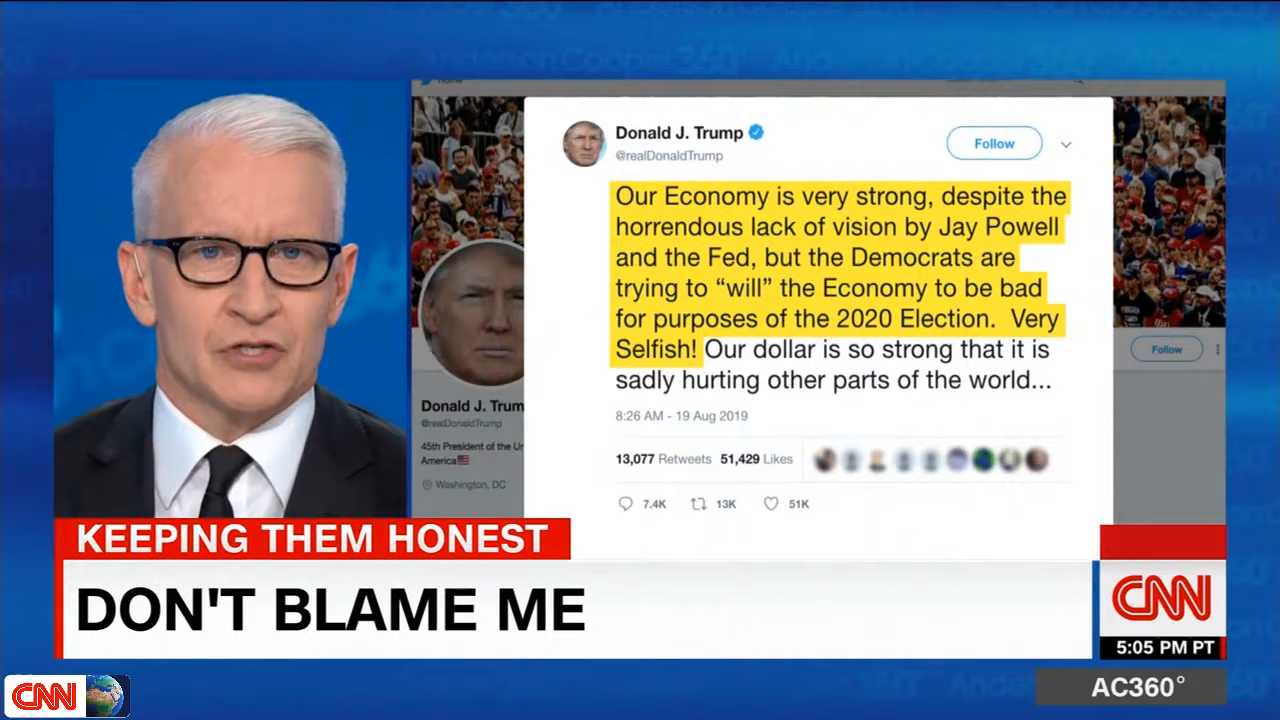 Donald J. Trump
@realDonaldTrump
Follow
Our Economy is very strong, despite the
horrendous lack of vision by Jay Powell
and the Fed, but the Democrats are
trying to “will” the Economy to be bad
for purposes of the 2020 Election. Very
Selfish! Our dollar is so strong that it is
sadly hurting other parts of the world...
8:26 AM - 19 Aug 2019
13,077 Retweets 51,429 Likes
7.4K 13K 51K
Donald J. Trum
@realDonaldTrump
45th President of the Un
America
Washington, DC
Follow
KEEPING THEM HONEST
DON'T BLAME ME
CNN
5:05 PM PT
AC360°
CNN